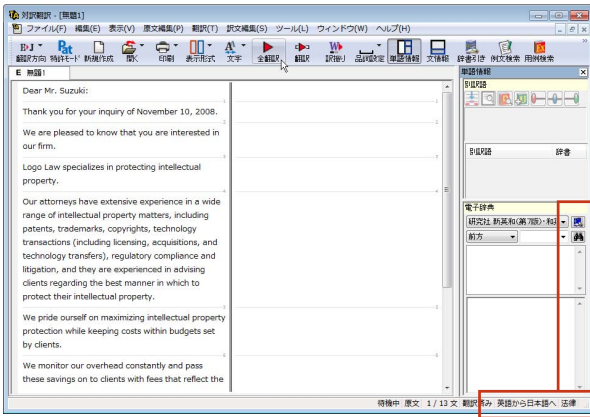 対訳翻訳 - [無題1]
ファイル(F) 編集(E) 表示(V) 原文編集(P) 翻訳(T) 訳文編集(S) ツール(L) ウィンドウ(W) ヘルプ(H)
翻訳方向 特許モード 新規作成 開く 印刷 表示形式 文字 全翻訳 翻訳 訳振り 品詞設定 単語情報 文情報 辞書引き 例文検索 用例検索
E 無題1
Dear Mr. Suzuki:
Thank you for your inquiry of November 10, 2008.
We are pleased to know that you are interested in
our firm.
Logo Law specializes in protecting intellectual
property.
Our attorneys have extensive experience in a wide
range of intellectual property matters, including
patents, trademarks, copyrights, technology
transactions (including licensing, acquisitions, and
technology transfers), regulatory compliance and
litigation, and they are experienced in advising
clients regarding the best manner in which to
protect their intellectual property.
We pride ourself on maximizing intellectual property
protection while keeping costs within budgets set
by clients.
We monitor our overhead constantly and pass
these savings on to clients with fees that reflect the
単語情報
別訳語
別訳語 辞書
電子辞典
研究社 新英和(第7版)・和英
前方
待機中 原文 1 / 13 文 翻訳済み 英語から日本語へ 法律